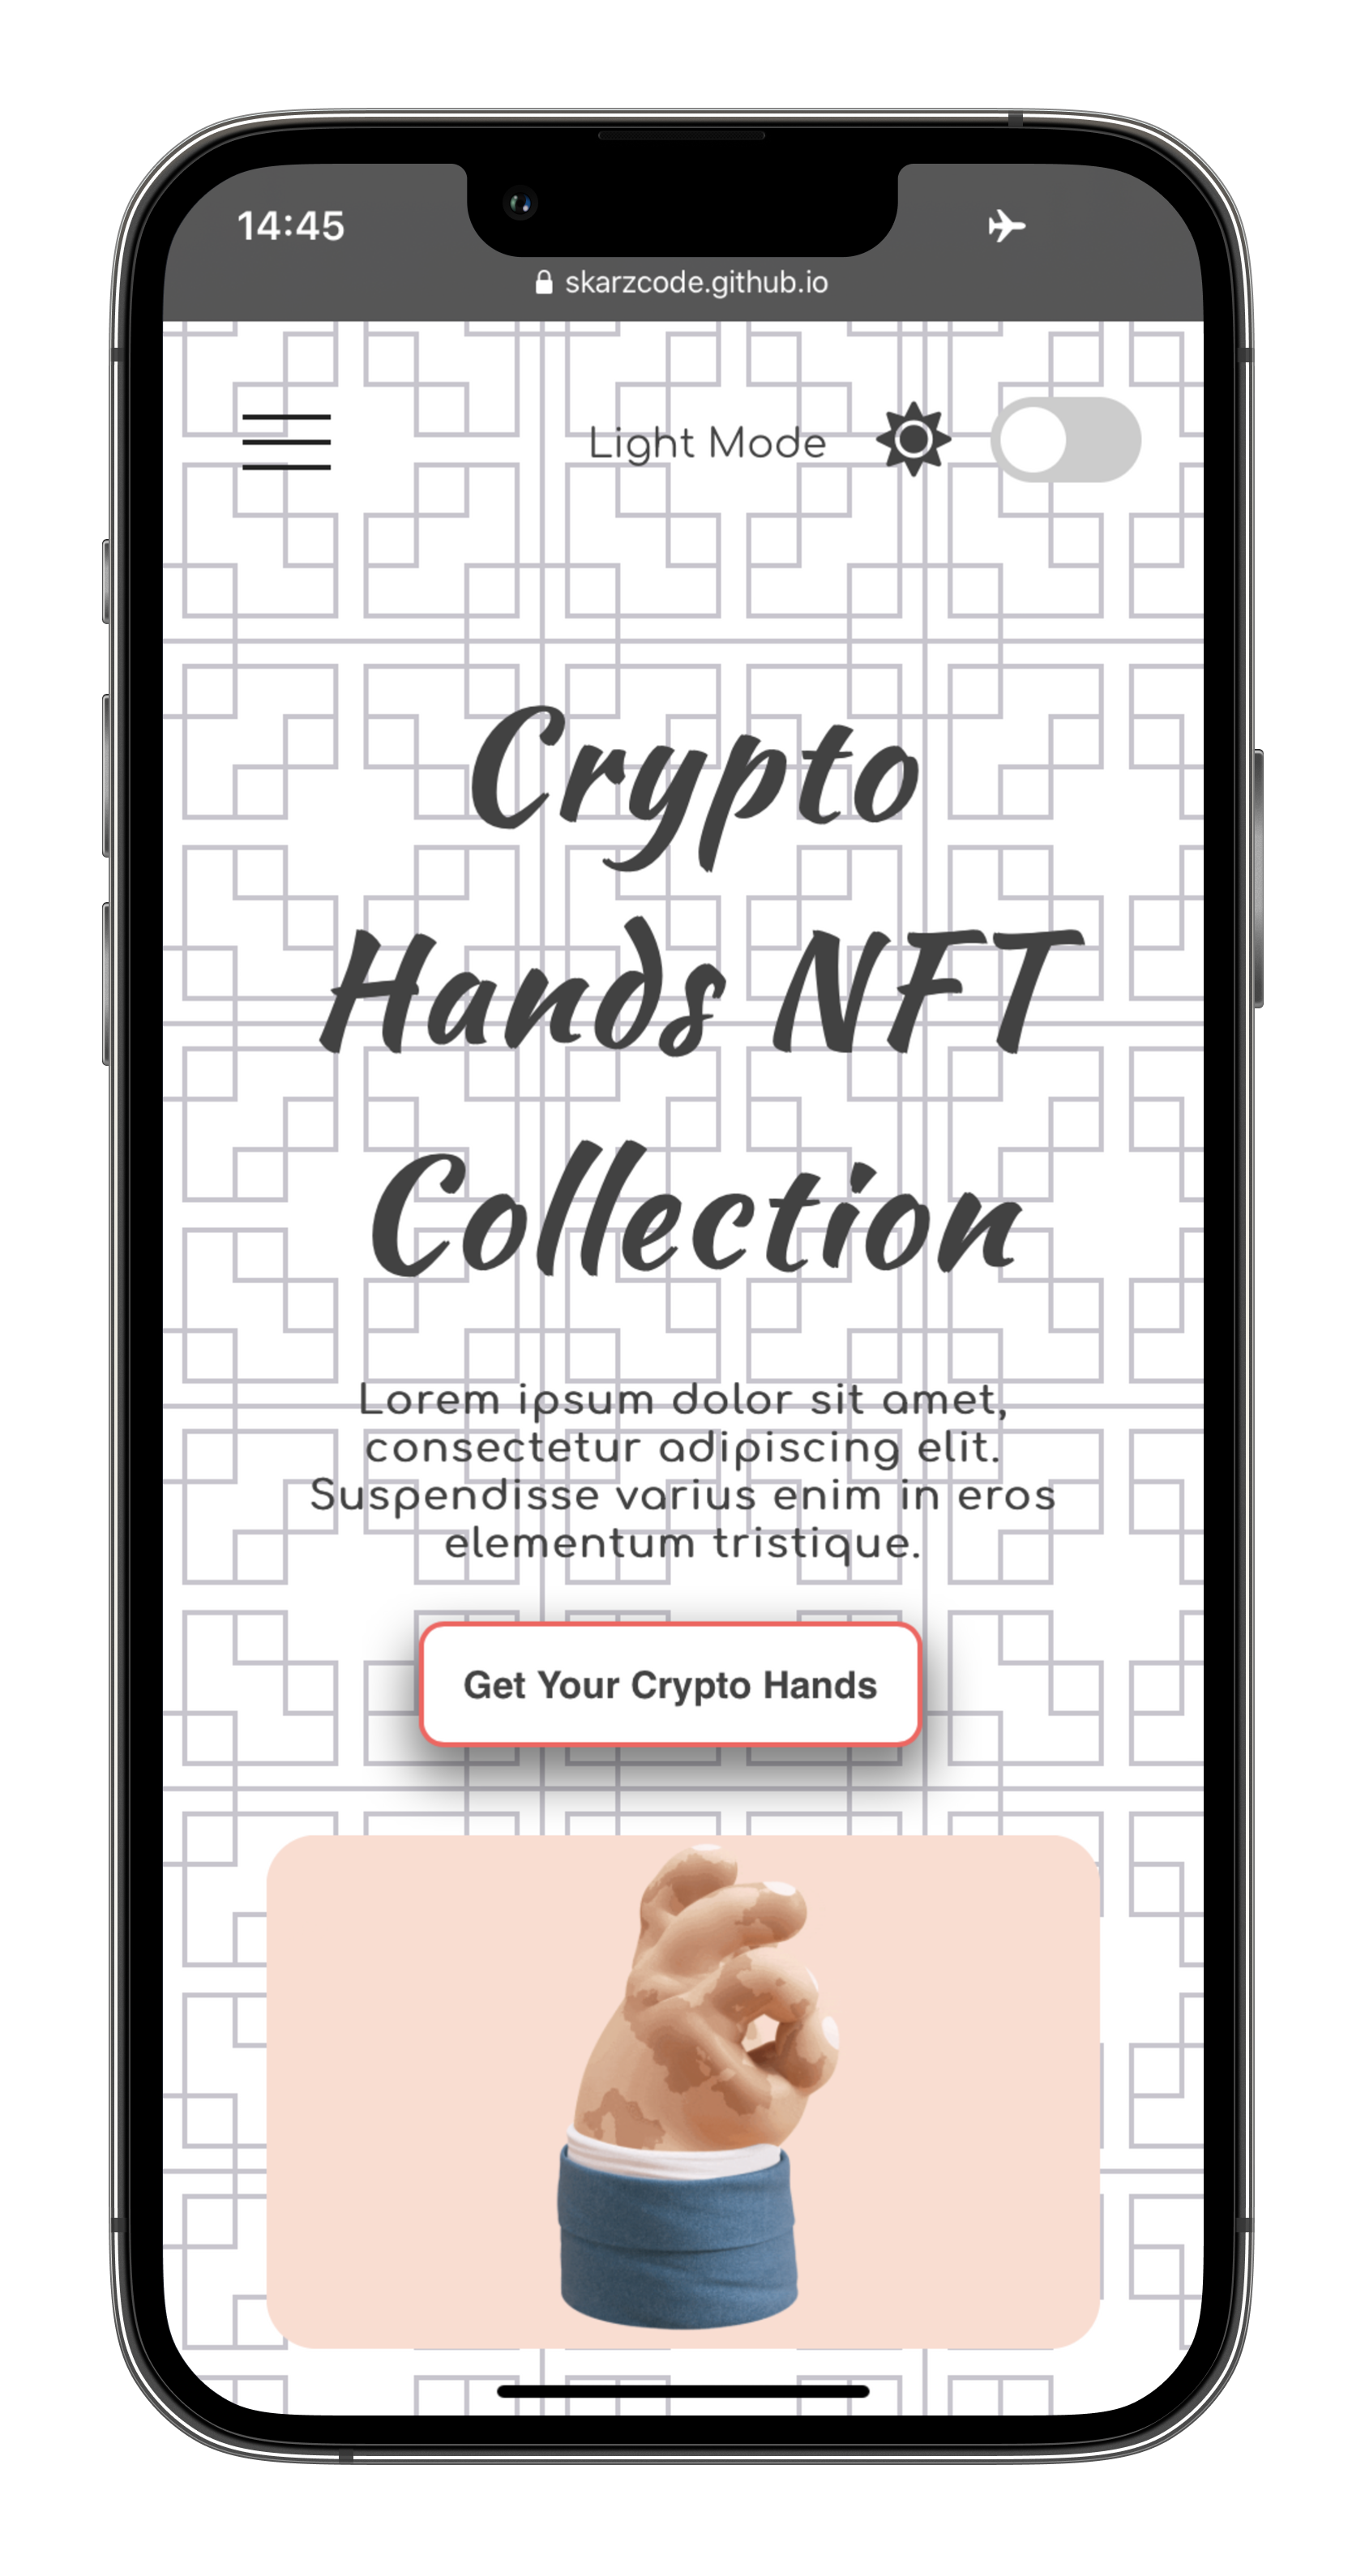 14:45
skarzcode.github.io
Light Mode
Crypto
Hands NFT
Collection
Lorem ipsum dolor sit amet,
consectetur adipiscing elit.
Suspendisse varius enim in eros
elementum tristique.
Get Your Crypto Hands